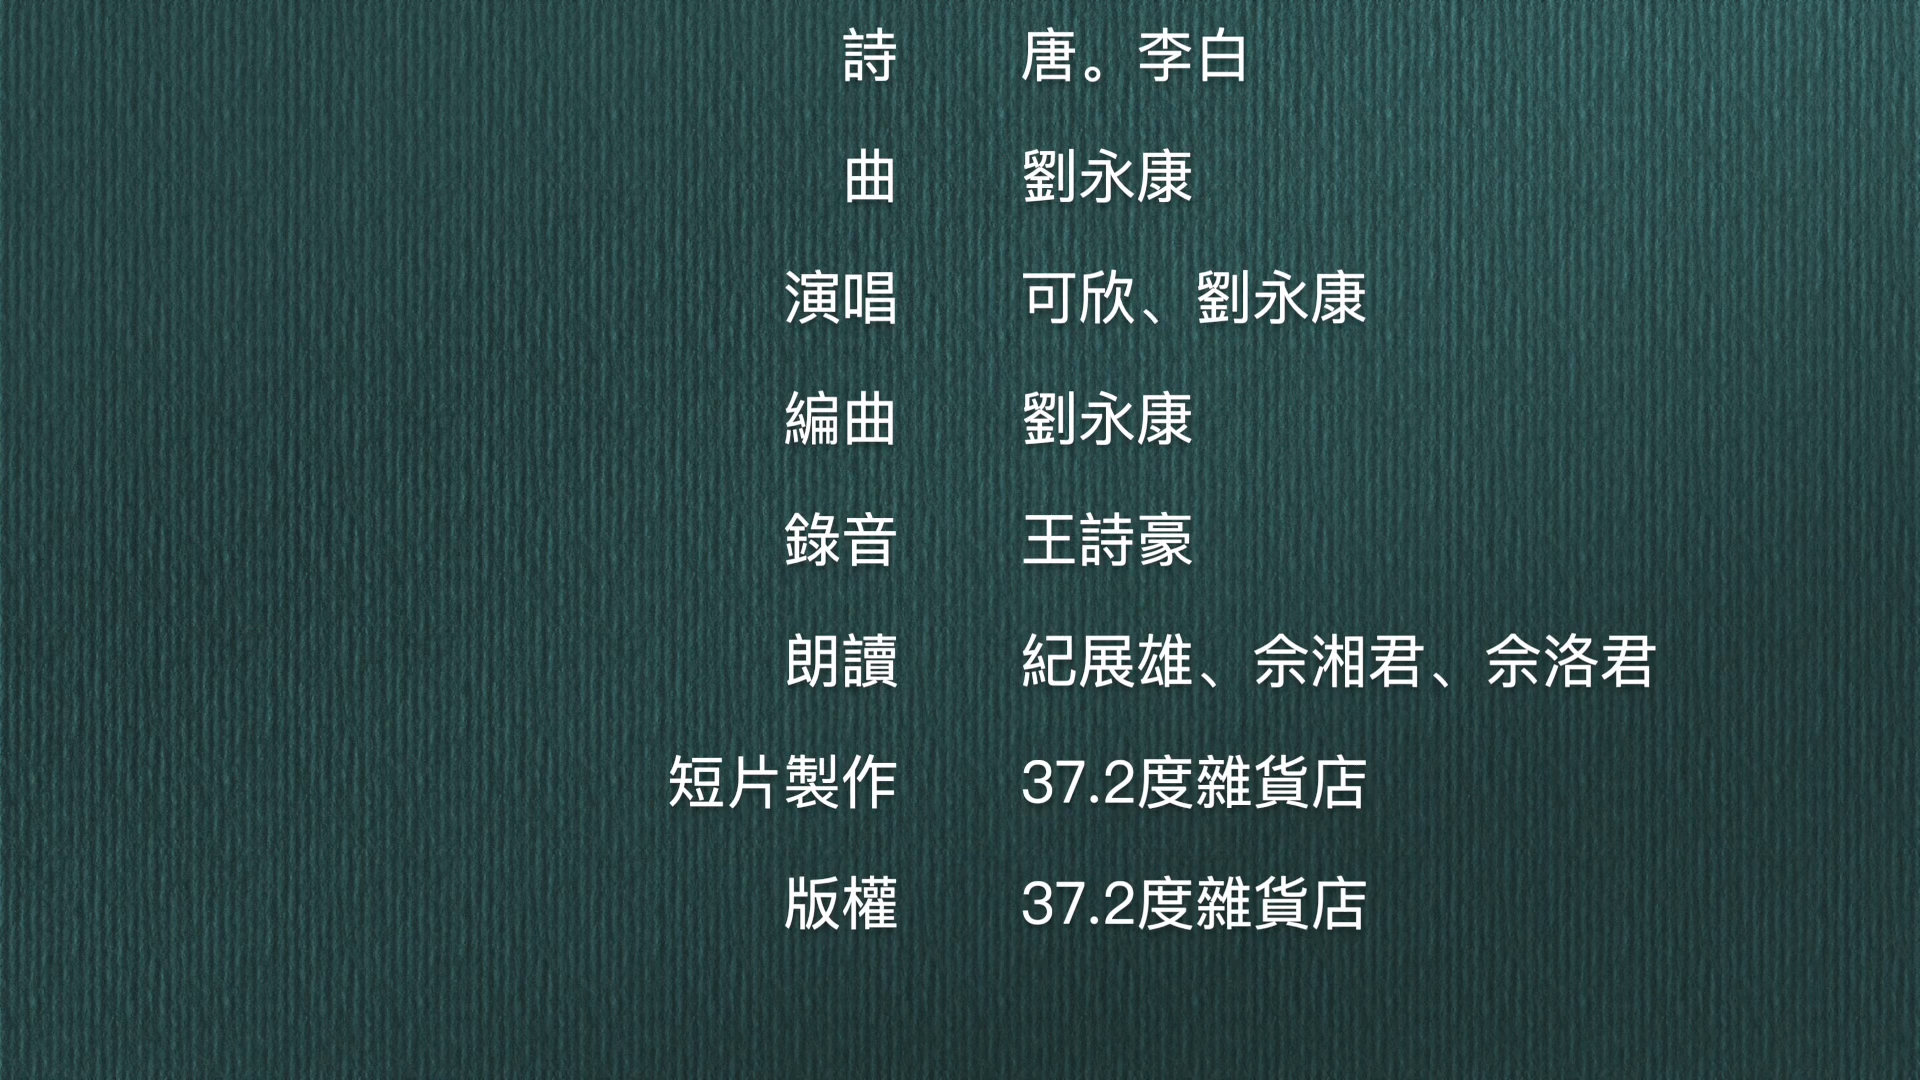 詩 唐。李白
曲 劉永康
演唱 可欣、劉永康
編曲 劉永康
錄音 王詩豪
朗讀 紀展雄、佘湘君、佘洛君
短片製作 37.2度雜貨店
版權 37.2度雜貨店